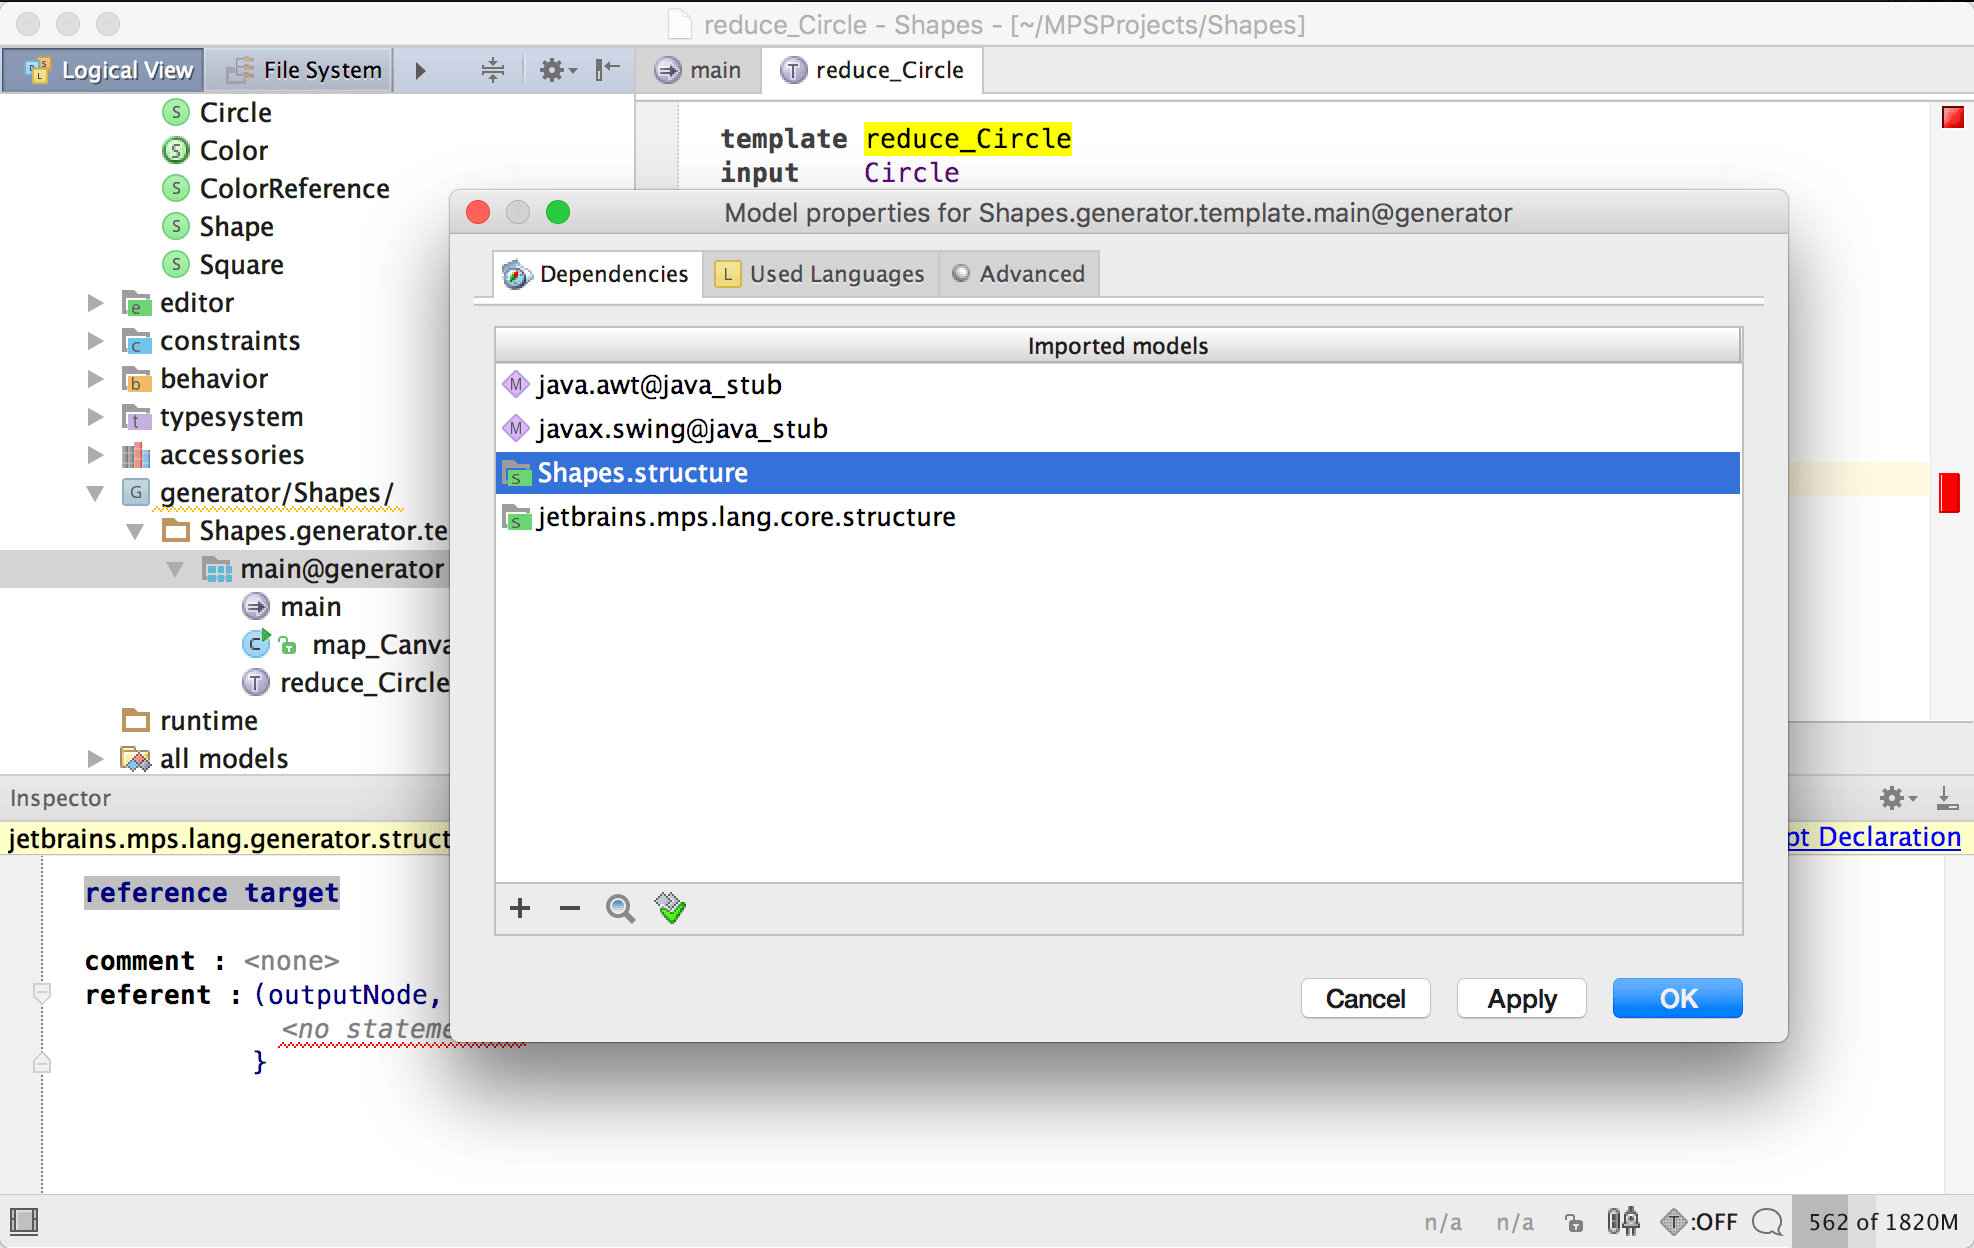 reduce_Circle - Shapes - [~/MPSProjects/Shapes]
Logical View
File System
main
reduce_Circle
Circle
Color
ColorReference
Shape
Square
editor
constraints
behavior
typesystem
accessories
generator/Shapes/
Shapes.generator.te
main@generator
main
map_Canva
reduce_Circle
runtime
all models
template reduce_Circle
input Circle
Model properties for Shapes.generator.template.main@generator
Dependencies
Used Languages
Advanced
Imported models
java.awt@java_stub
javax.swing@java_stub
Shapes.structure
jetbrains.mps.lang.core.structure
Cancel
Apply
OK
Inspector
jetbrains.mps.lang.generator.struct
pt Declaration
reference target
comment : <none>
referent : (outputNode,
<no stateme
}
n/a
n/a
T:OFF
562 of 1820M